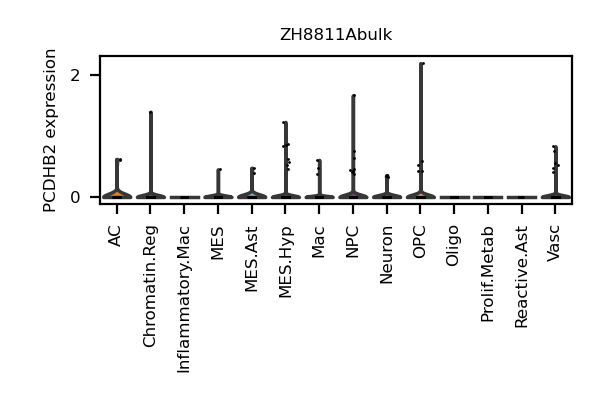 ZH8811Abulk
PCDHB2 expression
2
0
AC
Chromatin.Reg
Inflammatory.Mac
MES
MES.Ast
MES.Hyp
Mac
NPC
Neuron
OPC
Oligo
Prolif.Metab
Reactive.Ast
Vasc